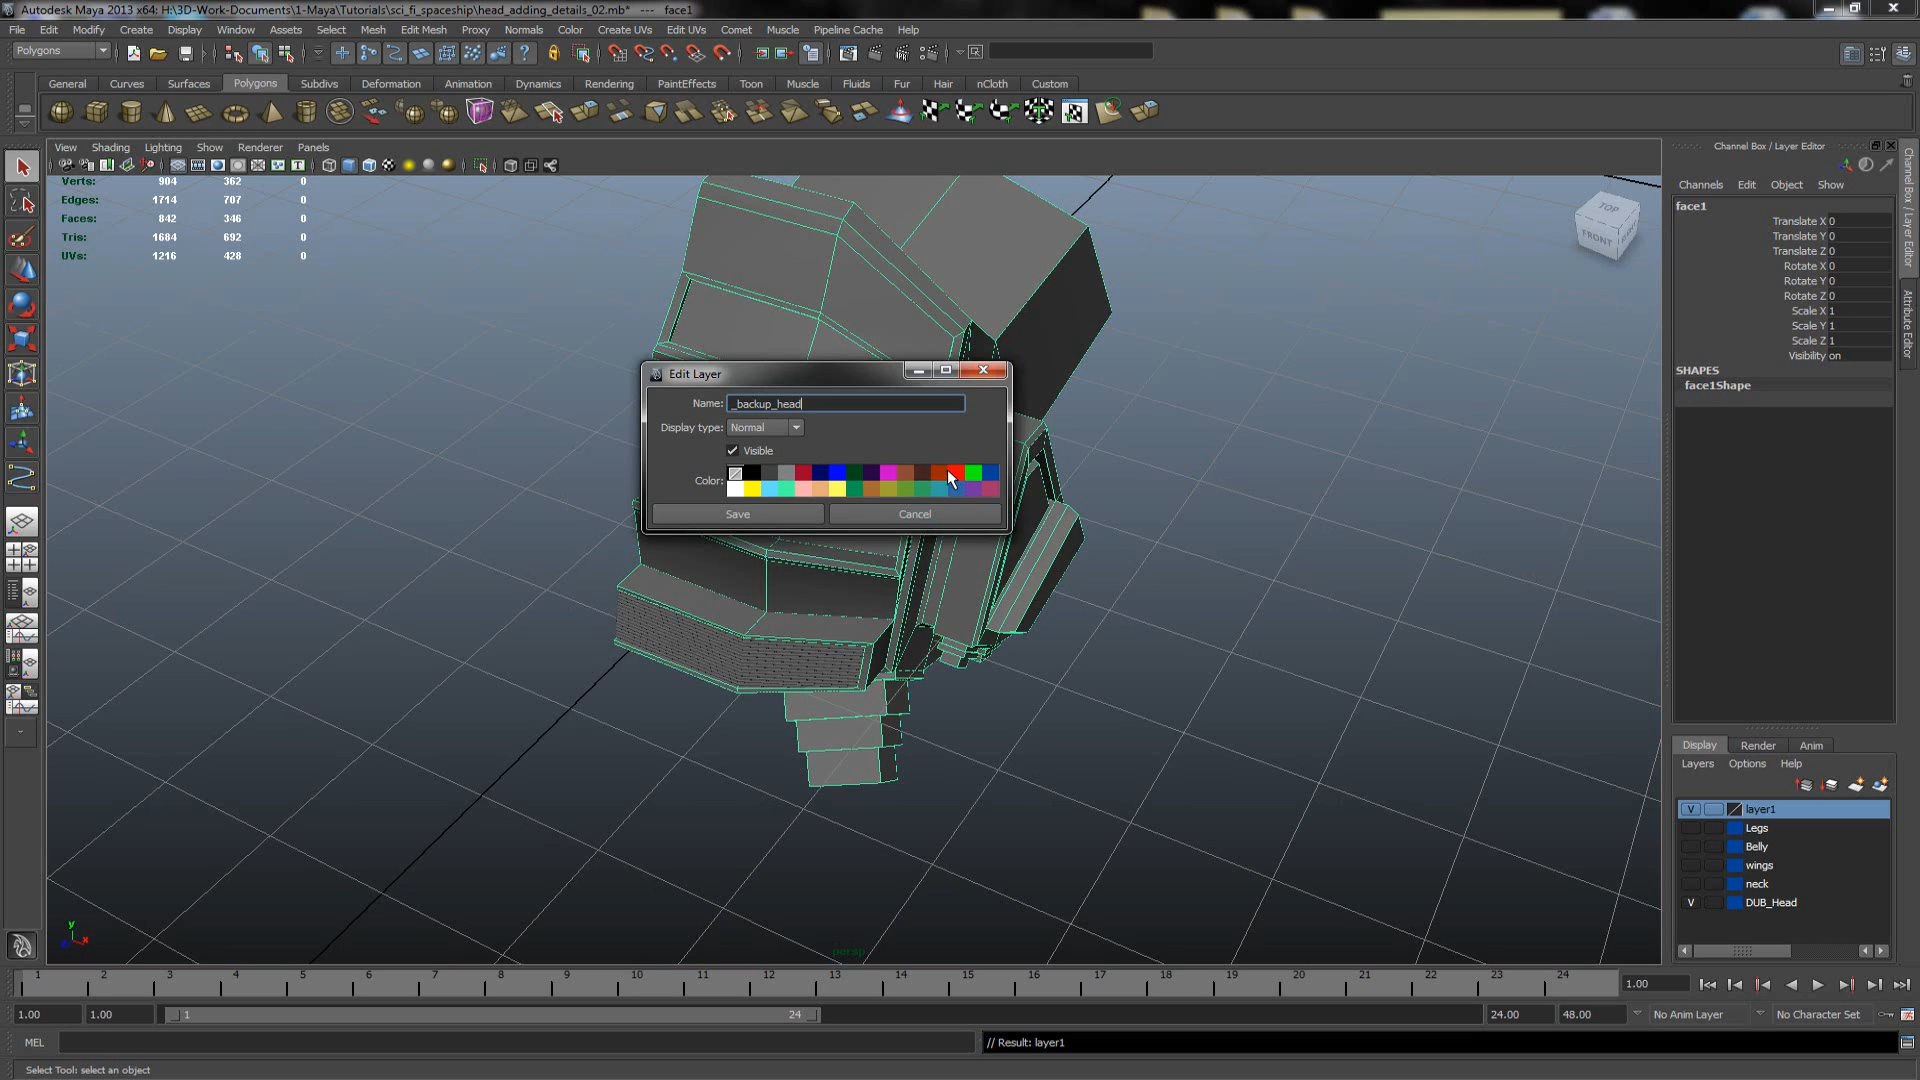 Autodesk Maya 2013 x64: H:\3D-Work-Documents\1-Maya\Tutorials\sci_fi_spaceship\head_adding_details_02.mb*   ---   face1
File Edit Modify Create Display Window Assets Select Mesh Edit Mesh Proxy Normals Color Create UVs Edit UVs Comet Muscle Pipeline Cache Help
Polygons
General Curves Surfaces Polygons Subdivs Deformation Animation Dynamics Rendering PaintEffects Toon Muscle Fluids Fur Hair nCloth Custom
View Shading Lighting Show Renderer Panels
Verts: 904 362 0
Edges: 1714 707 0
Faces: 842 346 0
Tris: 1684 692 0
UVs: 1216 428 0
TOP
FRONT
Edit Layer
Name: _backup_head
Display type: Normal
Visible
Color:
Save Cancel
persp
y
x
Channel Box / Layer Editor
Channels Edit Object Show
face1
Translate X 0
Translate Y 0
Translate Z 0
Rotate X 0
Rotate Y 0
Rotate Z 0
Scale X 1
Scale Y 1
Scale Z 1
Visibility on
SHAPES
face1Shape
Channel Box / Layer Editor
Attribute Editor
Display Render Anim
Layers Options Help
V layer1
Legs
Belly
wings
neck
V DUB_Head
1 2 3 4 5 6 7 8 9 10 11 12 13 14 15 16 17 18 19 20 21 22 23 24
1.00
1.00 1.00 1 24 24.00 48.00 No Anim Layer No Character Set
MEL // Result: layer1
Select Tool: select an object